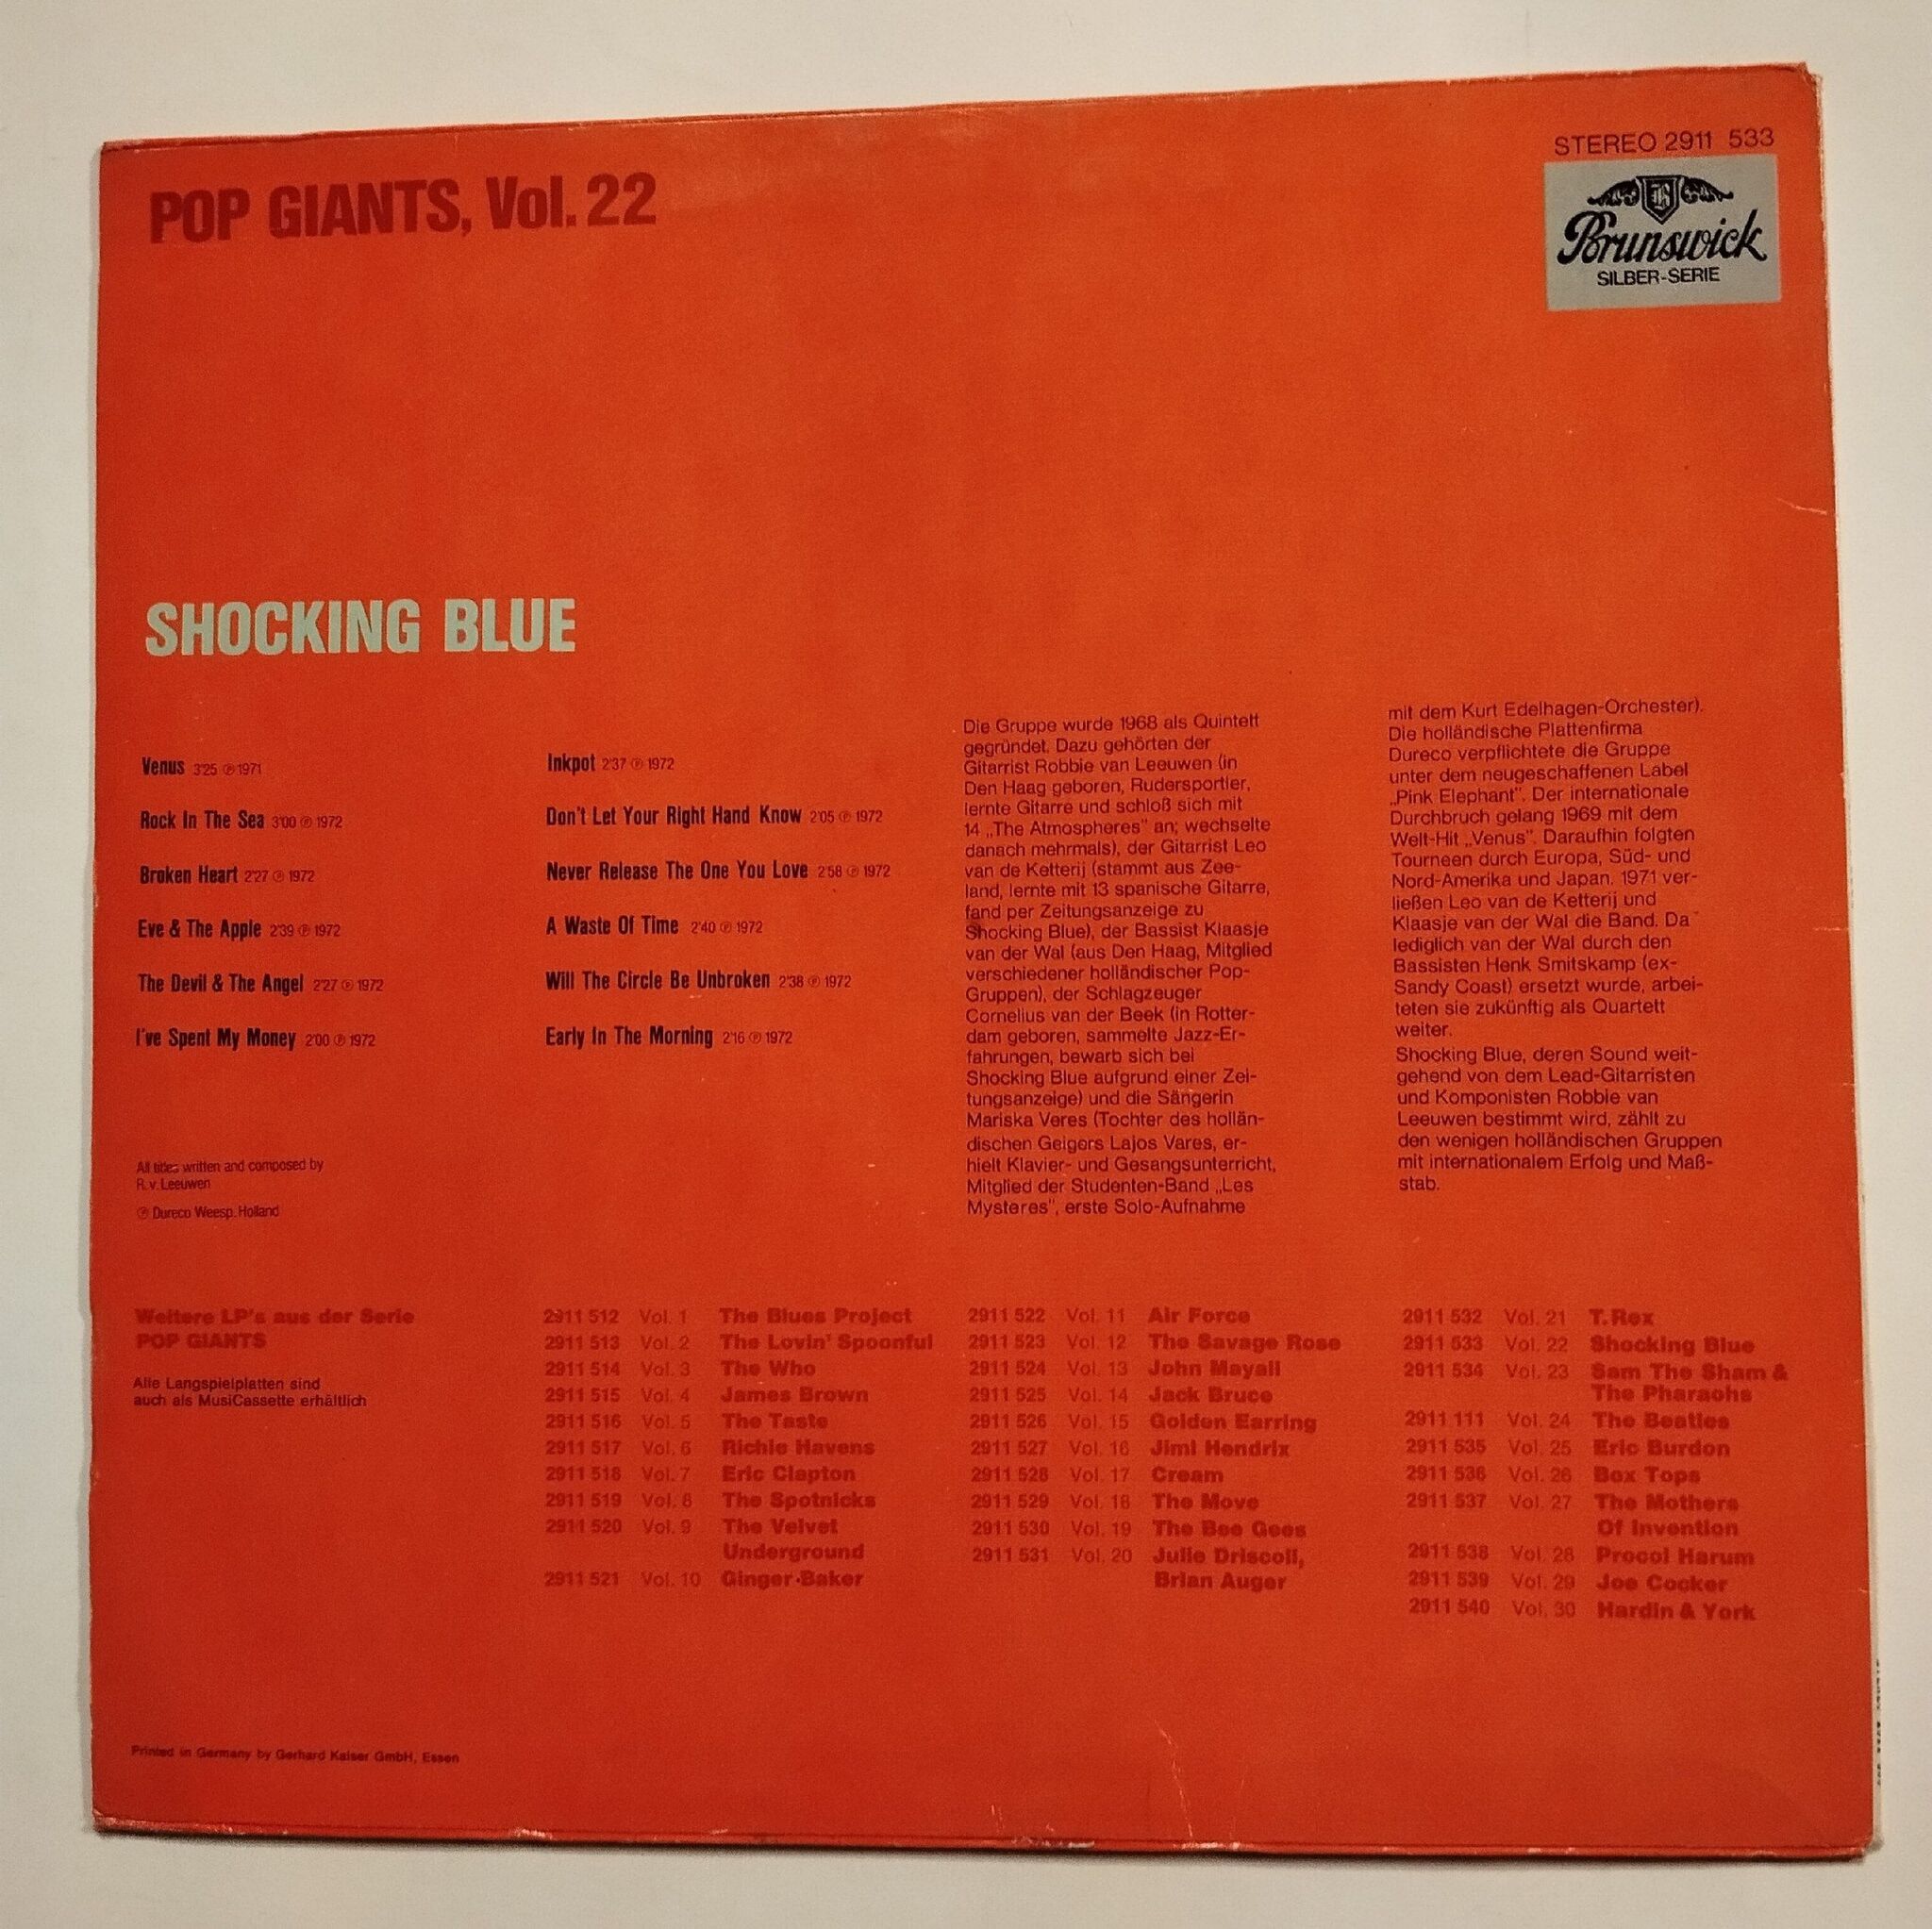 STEREO 2911 533
Brunswick
SILBER-SERIE
POP GIANTS, Vol. 22
SHOCKING BLUE
Venus 3'25 ℗ 1971
Rock In The Sea 3'00 ℗ 1972
Broken Heart 2'27 ℗ 1972
Eve & The Apple 2'39 ℗ 1972
The Devil & The Angel 2'27 ℗ 1972
I've Spent My Money 2'00 ℗ 1972
Inkpot 2'37 ℗ 1972
Don't Let Your Right Hand Know 2'05 ℗ 1972
Never Release The One You Love 2'58 ℗ 1972
A Waste Of Time 2'40 ℗ 1972
Will The Circle Be Unbroken 2'38 ℗ 1972
Early In The Morning 2'16 ℗ 1972
All titles written and composed by
R. v. Leeuwen
℗ Dureco Weesp. Holland
Die Gruppe wurde 1968 als Quintett
gegründet. Dazu gehörten der
Gitarrist Robbie van Leeuwen (in
Den Haag geboren, Rudersportler,
lernte Gitarre und schloß sich mit
14 „The Atmospheres" an; wechselte
danach mehrmals), der Gitarrist Leo
van de Ketterij (stammt aus Zee-
land, lernte mit 13 spanische Gitarre,
fand per Zeitungsanzeige zu
Shocking Blue), der Bassist Klaasje
van der Wal (aus Den Haag, Mitglied
verschiedener holländischer Pop-
Gruppen), der Schlagzeuger
Cornelius van der Beek (in Rotter-
dam geboren, sammelte Jazz-Er-
fahrungen, bewarb sich bei
Shocking Blue aufgrund einer Zei-
tungsanzeige) und die Sängerin
Mariska Veres (Tochter des hollän-
dischen Geigers Lajos Vares, er-
hielt Klavier- und Gesangsunterricht,
Mitglied der Studenten-Band „Les
Mysteres", erste Solo-Aufnahme
mit dem Kurt Edelhagen-Orchester).
Die holländische Plattenfirma
Dureco verpflichtete die Gruppe
unter dem neugeschaffenen Label
„Pink Elephant". Der internationale
Durchbruch gelang 1969 mit dem
Welt-Hit „Venus". Daraufhin folgten
Tourneen durch Europa, Süd- und
Nord-Amerika und Japan. 1971 ver-
ließen Leo van de Ketterij und
Klaasje van der Wal die Band. Da
lediglich van der Wal durch den
Bassisten Henk Smitskamp (ex-
Sandy Coast) ersetzt wurde, arbei-
teten sie zukünftig als Quartett
weiter.
Shocking Blue, deren Sound weit-
gehend von dem Lead-Gitarristen
und Komponisten Robbie van
Leeuwen bestimmt wird, zählt zu
den wenigen holländischen Gruppen
mit internationalem Erfolg und Maß-
stab.
Weitere LP's aus der Serie
POP GIANTS
Alle Langspielplatten sind
auch als MusiCassette erhältlich
2911 512 Vol. 1 The Blues Project
2911 513 Vol. 2 The Lovin' Spoonful
2911 514 Vol. 3 The Who
2911 515 Vol. 4 James Brown
2911 516 Vol. 5 The Taste
2911 517 Vol. 6 Richie Havens
2911 518 Vol. 7 Eric Clapton
2911 519 Vol. 8 The Spotnicks
2911 520 Vol. 9 The Velvet
Underground
2911 521 Vol. 10 Ginger Baker
2911 522 Vol. 11 Air Force
2911 523 Vol. 12 The Savage Rose
2911 524 Vol. 13 John Mayall
2911 525 Vol. 14 Jack Bruce
2911 526 Vol. 15 Golden Earring
2911 527 Vol. 16 Jimi Hendrix
2911 528 Vol. 17 Cream
2911 529 Vol. 18 The Move
2911 530 Vol. 19 The Bee Gees
2911 531 Vol. 20 Julie Driscoll,
Brian Auger
2911 532 Vol. 21 T. Rex
2911 533 Vol. 22 Shocking Blue
2911 534 Vol. 23 Sam The Sham &
The Pharaohs
2911 111 Vol. 24 The Beatles
2911 535 Vol. 25 Eric Burdon
2911 536 Vol. 26 Box Tops
2911 537 Vol. 27 The Mothers
Of Invention
2911 538 Vol. 28 Procol Harum
2911 539 Vol. 29 Joe Cocker
2911 540 Vol. 30 Hardin & York
Printed in Germany by Gerhard Kaiser GmbH, Essen